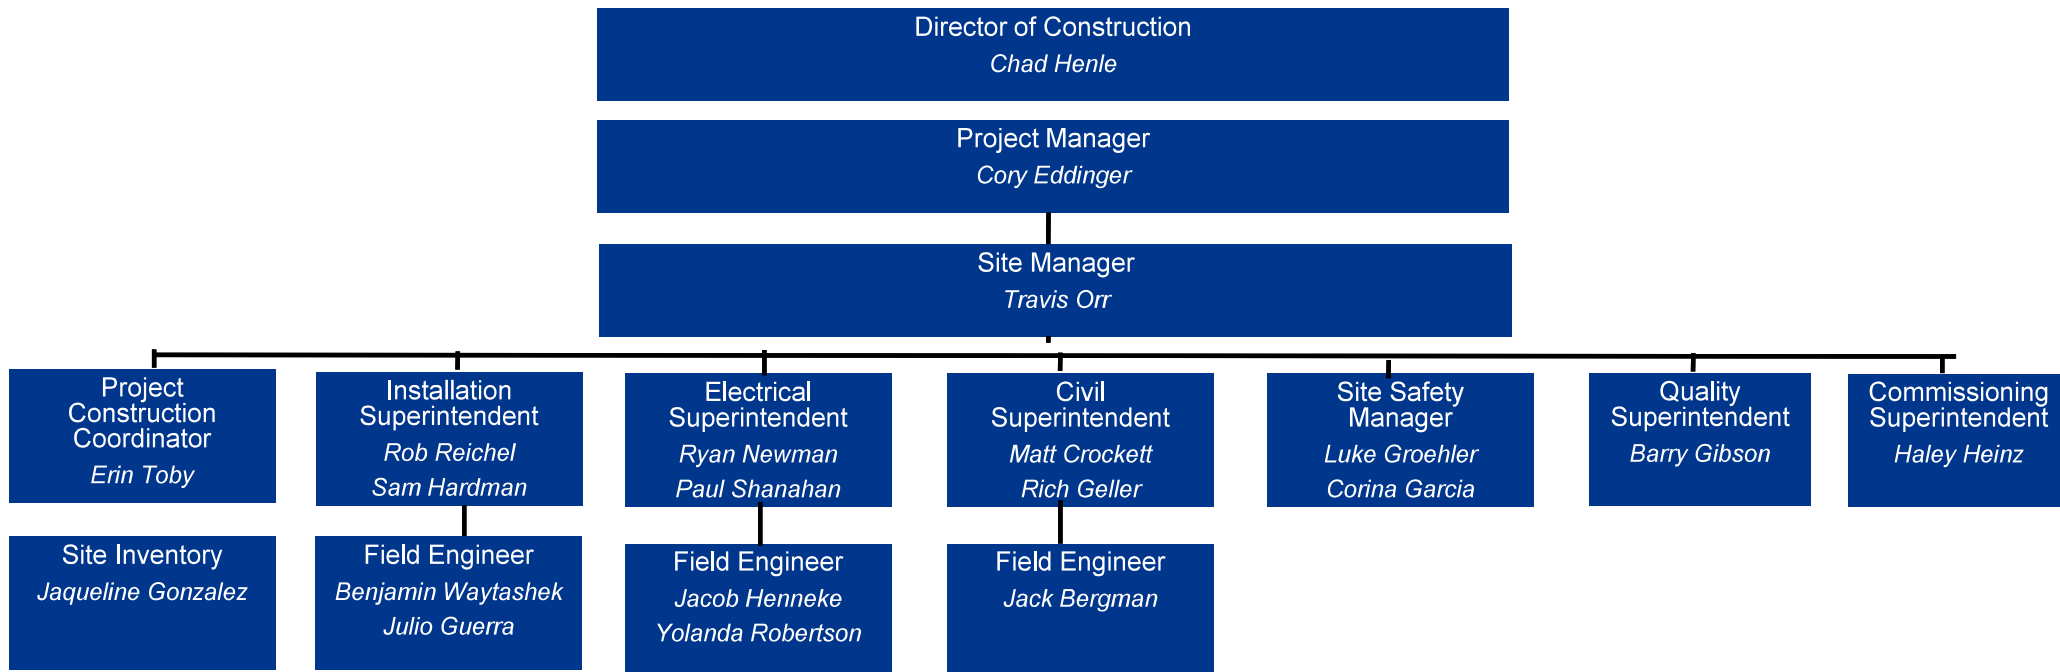 Director of Construction
Chad Henle
Project Manager
Cory Eddinger
Site Manager
Travis Orr
Project
Construction
Coordinator
Erin Toby
Installation
Superintendent
Rob Reichel
Sam Hardman
Electrical
Superintendent
Ryan Newman
Paul Shanahan
Civil
Superintendent
Matt Crockett
Rich Geller
Site Safety
Manager
Luke Groehler
Corina Garcia
Quality
Superintendent
Barry Gibson
Commissioning
Superintendent
Haley Heinz
Site Inventory
Jaqueline Gonzalez
Field Engineer
Benjamin Waytashek
Julio Guerra
Field Engineer
Jacob Henneke
Yolanda Robertson
Field Engineer
Jack Bergman